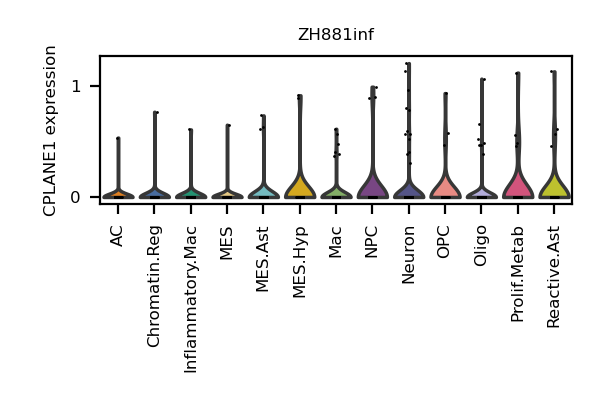 ZH881inf
CPLANE1 expression
1
0
AC
Chromatin.Reg
Inflammatory.Mac
MES
MES.Ast
MES.Hyp
Mac
NPC
Neuron
OPC
Oligo
Prolif.Metab
Reactive.Ast